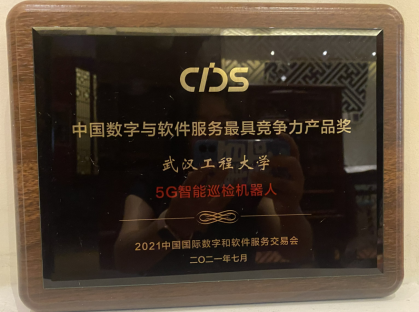 CIDS
中国数字与软件服务最具竞争力产品奖
武汉工程大学
5G智能巡检机器人
2021中国国际数字和软件服务交易会
二〇二一年七月